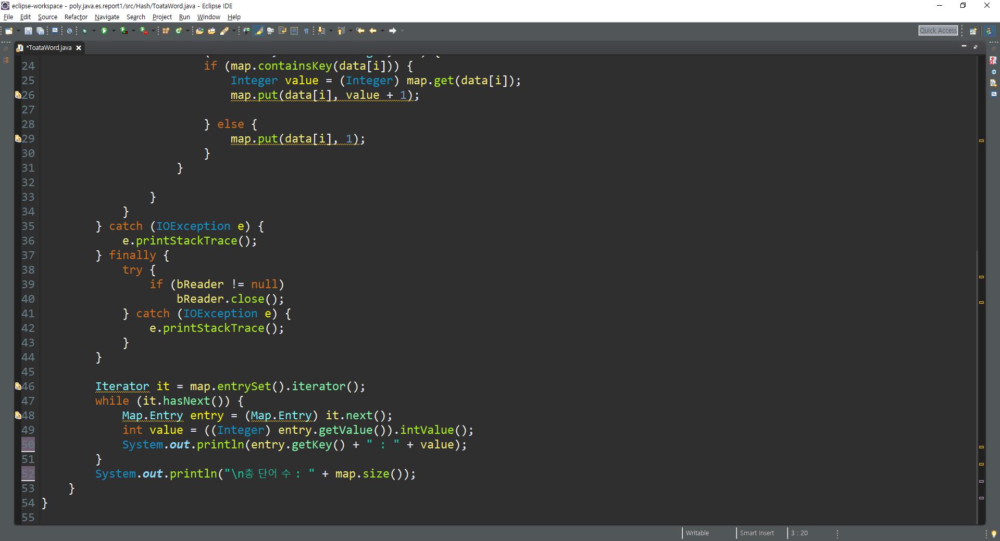 eclipse-workspace - poly.java.es.report1/src/Hash/ToataWord.java - Eclipse IDE
File Edit Source Refactor Navigate Search Project Run Window Help
Quick Access
*ToataWord.java
24 if (map.containsKey(data[i])) {
25 Integer value = (Integer) map.get(data[i]);
26 map.put(data[i], value + 1);
27
28 } else {
29 map.put(data[i], 1);
30 }
31 }
32
33 }
34 }
35 } catch (IOException e) {
36 e.printStackTrace();
37 } finally {
38 try {
39 if (bReader != null)
40 bReader.close();
41 } catch (IOException e) {
42 e.printStackTrace();
43 }
44 }
45
46 Iterator it = map.entrySet().iterator();
47 while (it.hasNext()) {
48 Map.Entry entry = (Map.Entry) it.next();
49 int value = ((Integer) entry.getValue()).intValue();
50 System.out.println(entry.getKey() + " : " + value);
51 }
52 System.out.println("\n총 단어 수 : " + map.size());
53 }
54 }
55
Writable Smart Insert 3 : 20